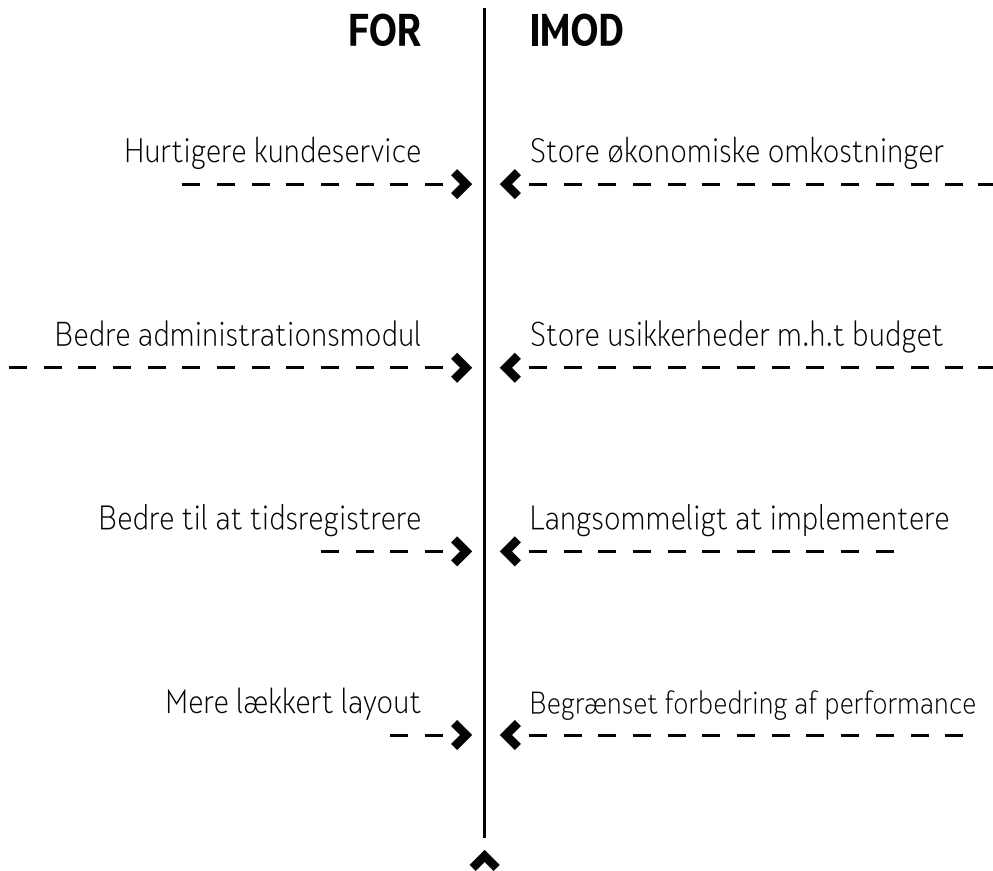 FOR
IMOD
Hurtigere kundeservice
Store økonomiske omkostninger
Bedre administrationsmodul
Store usikkerheder m.h.t budget
Bedre til at tidsregistrere
Langsommeligt at implementere
Mere lækkert layout
Begrænset forbedring af performance